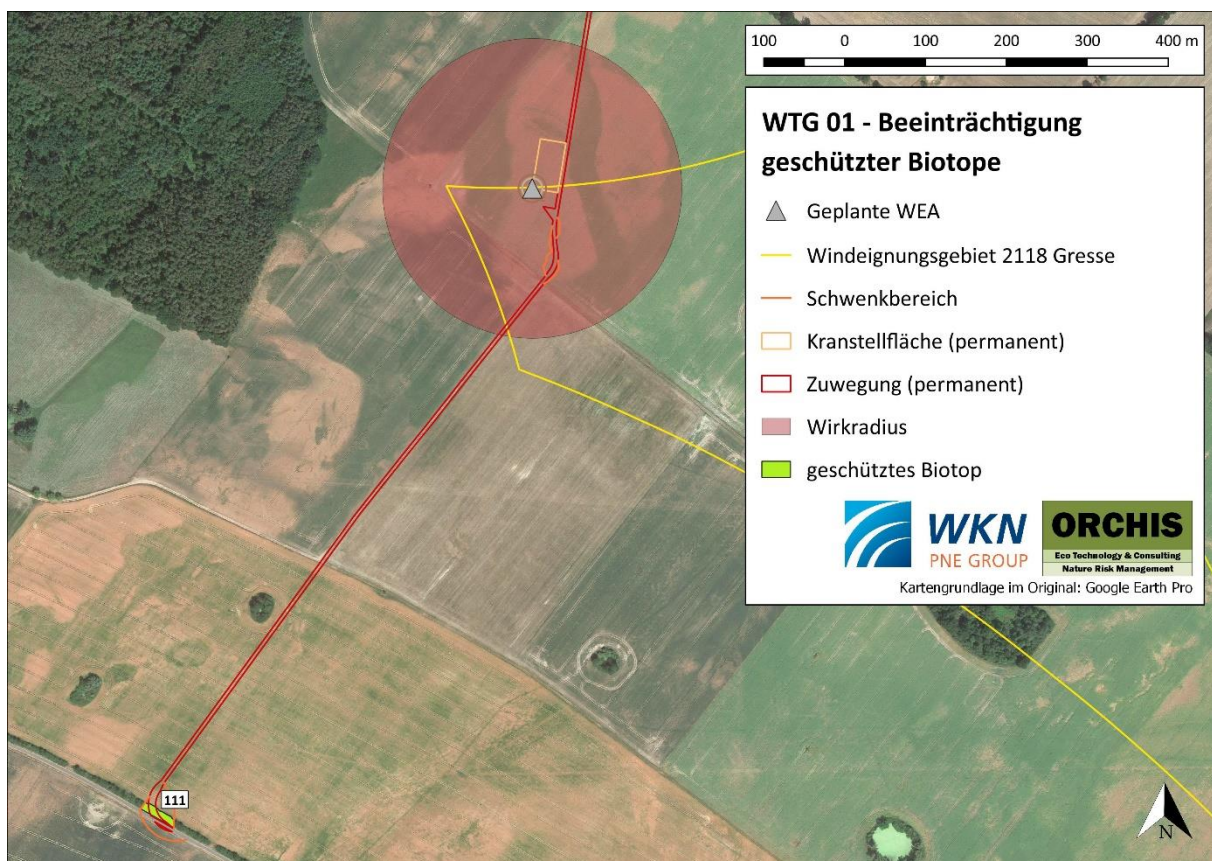 100 0 100 200 300 400 m
WTG 01 - Beeinträchtigung
geschützter Biotope
Geplante WEA
Windeignungsgebiet 2118 Gresse
Schwenkbereich
Kranstellfläche (permanent)
Zuwegung (permanent)
Wirkradius
geschütztes Biotop
WKN
PNE GROUP
ORCHIS
Eco Technology & Consulting
Nature Risk Management
Kartengrundlage im Original: Google Earth Pro
111
N